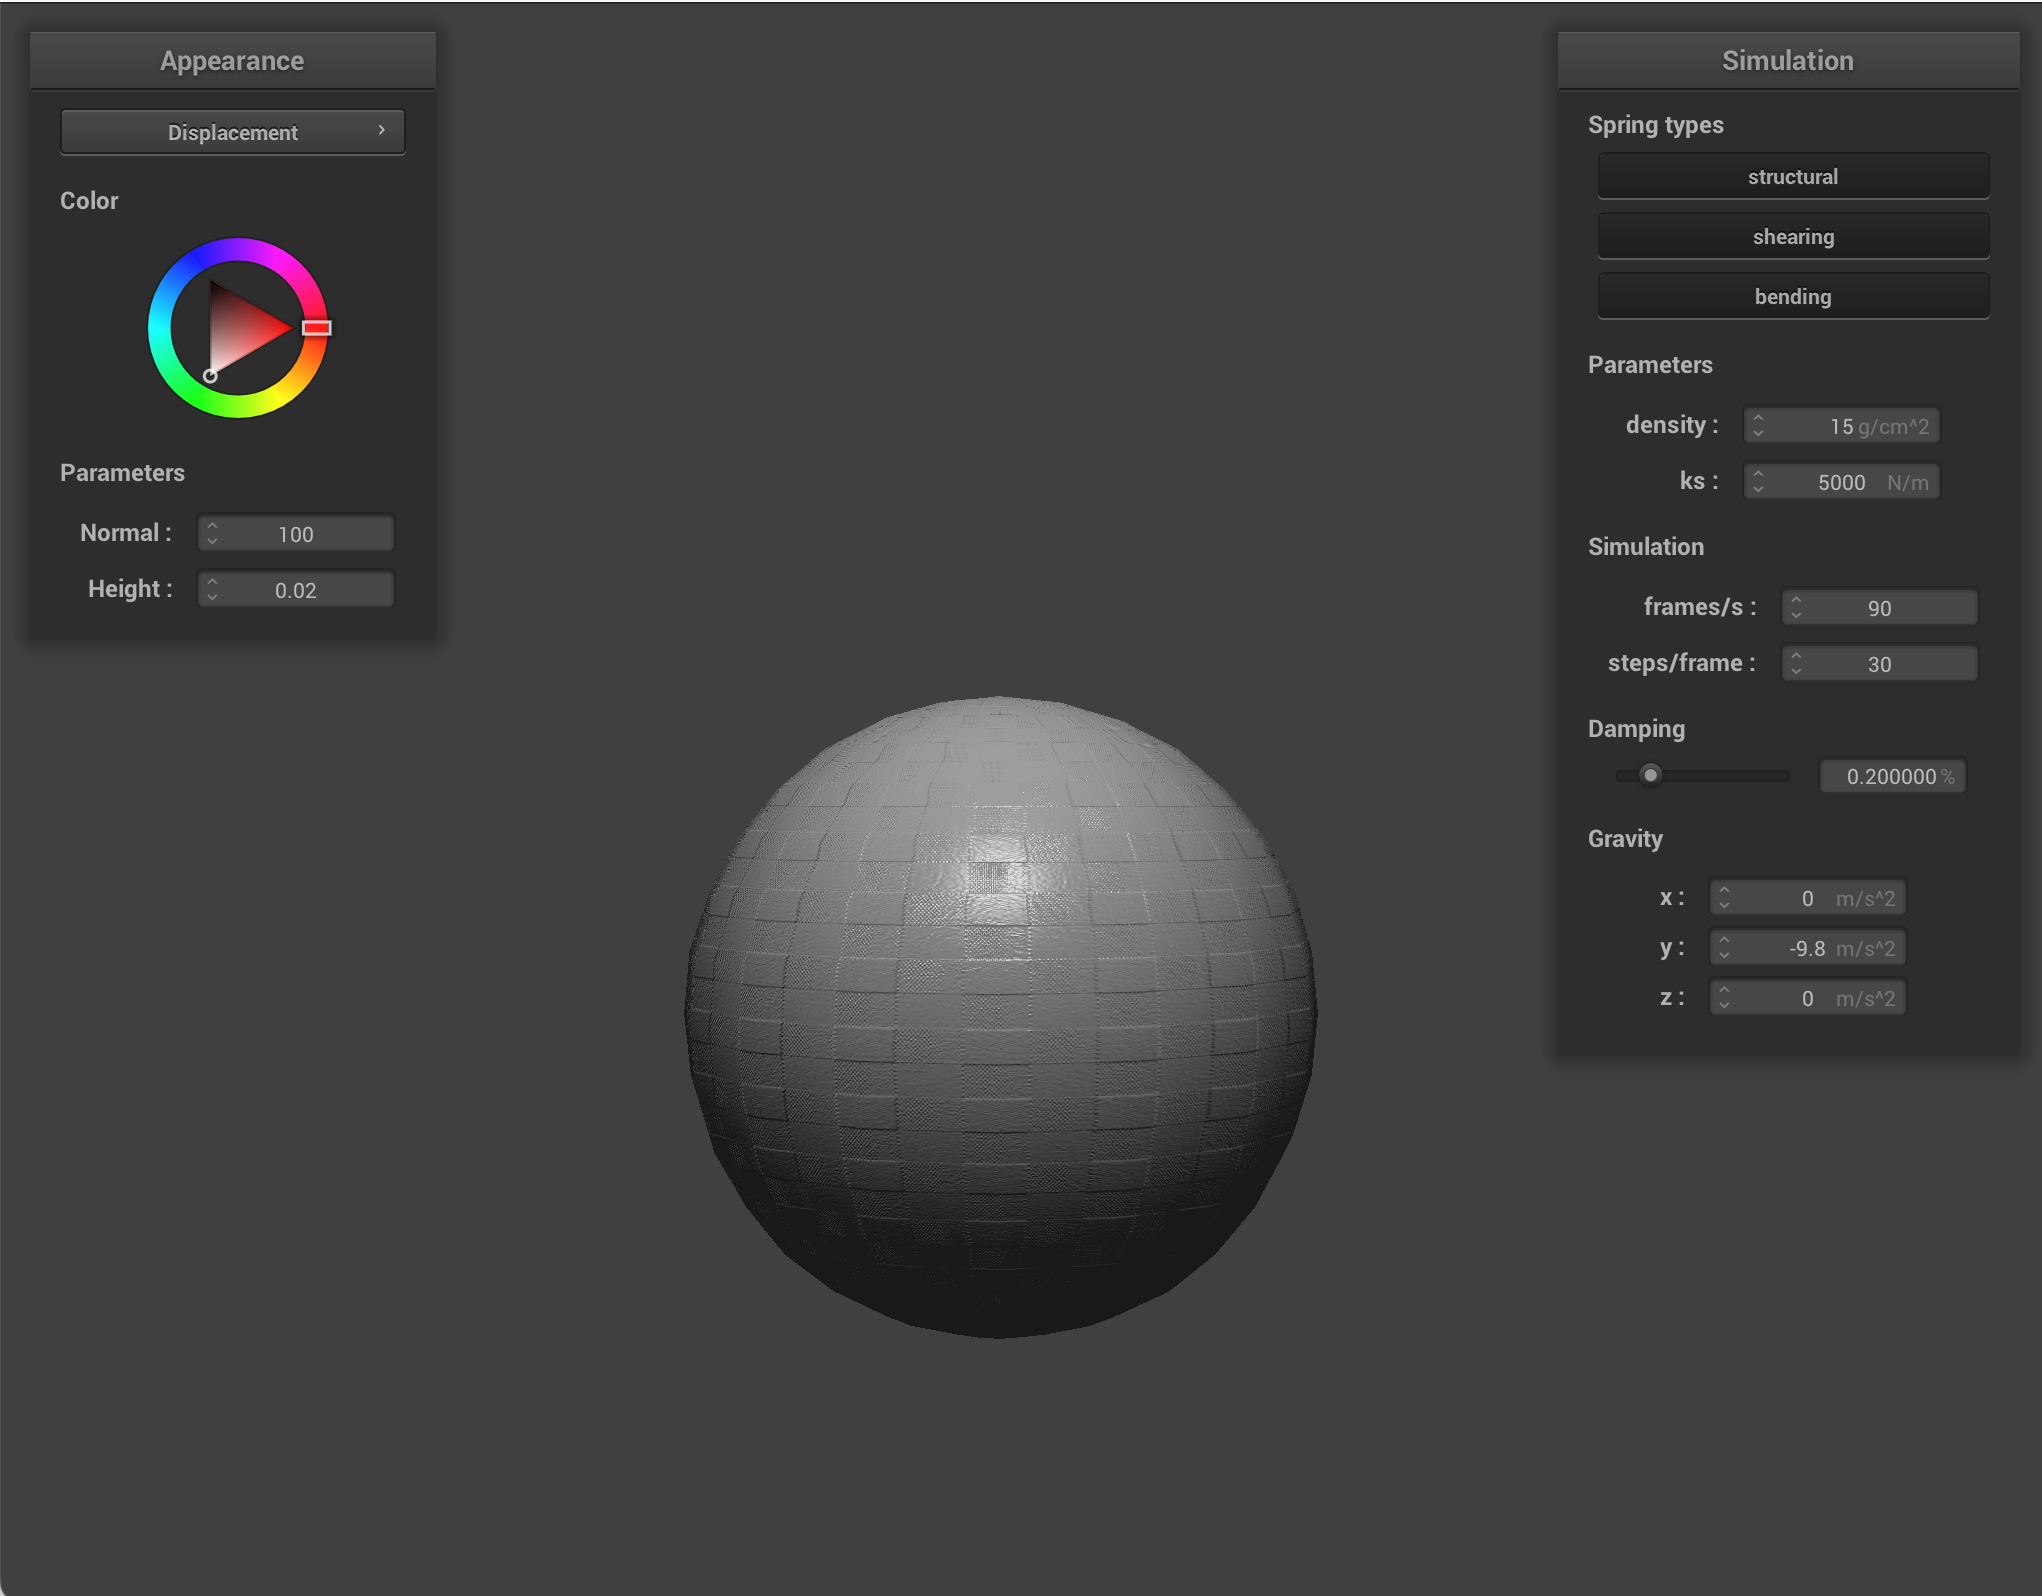 Appearance
Displacement
Color
Parameters
Normal : 100
Height : 0.02
Simulation
Spring types
structural
shearing
bending
Parameters
density : 15 g/cm^2
ks : 5000 N/m
Simulation
frames/s : 90
steps/frame : 30
Damping
0.200000 %
Gravity
x : 0 m/s^2
y : -9.8 m/s^2
z : 0 m/s^2